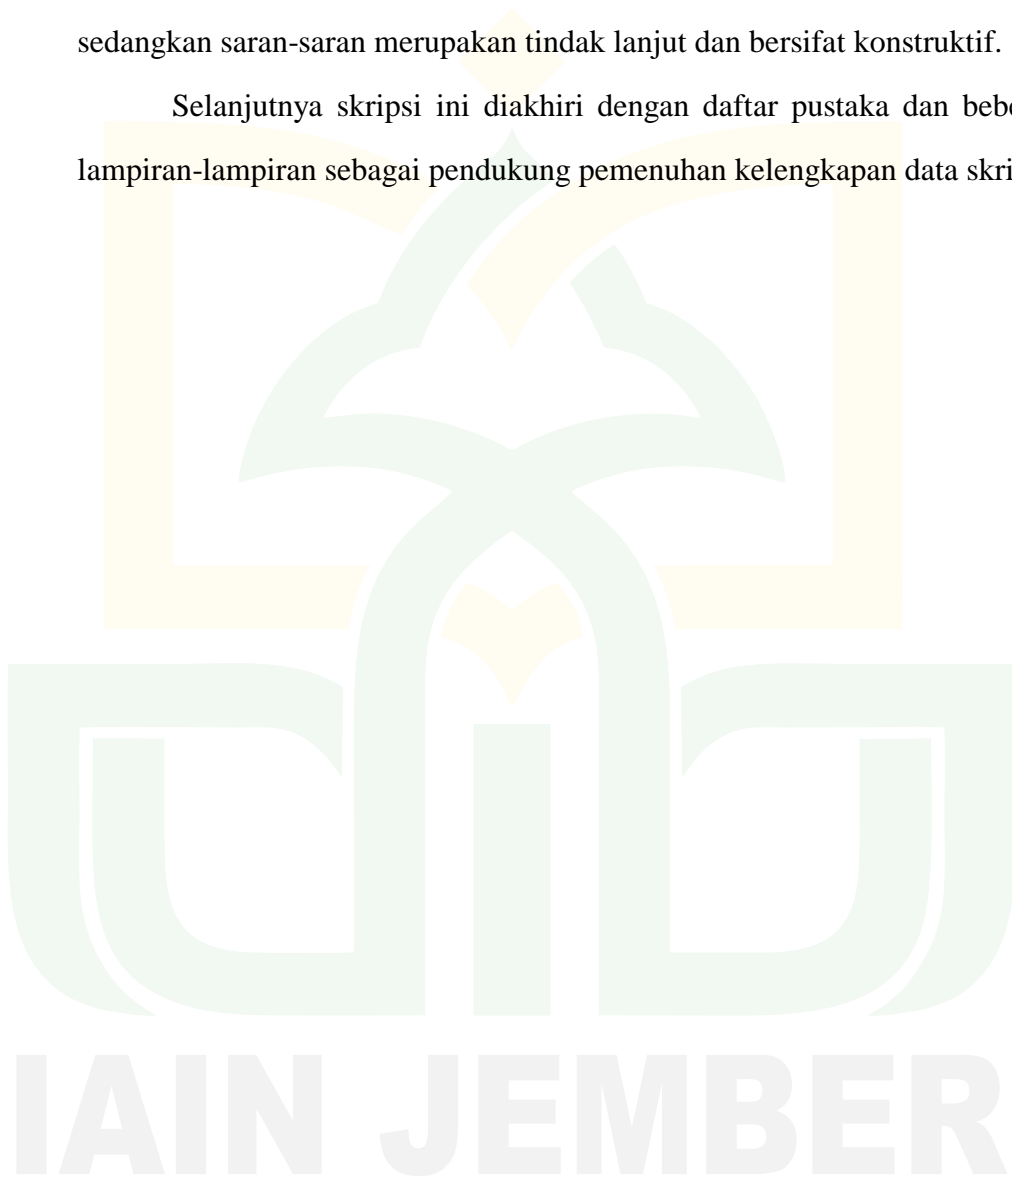 sedangkan saran-saran merupakan tindak lanjut dan bersifat konstruktif.
Selanjutnya skripsi ini diakhiri dengan daftar pustaka dan
lampiran-lampiran sebagai pendukung pemenuhan kelengkapan data
IAIN JEMBER